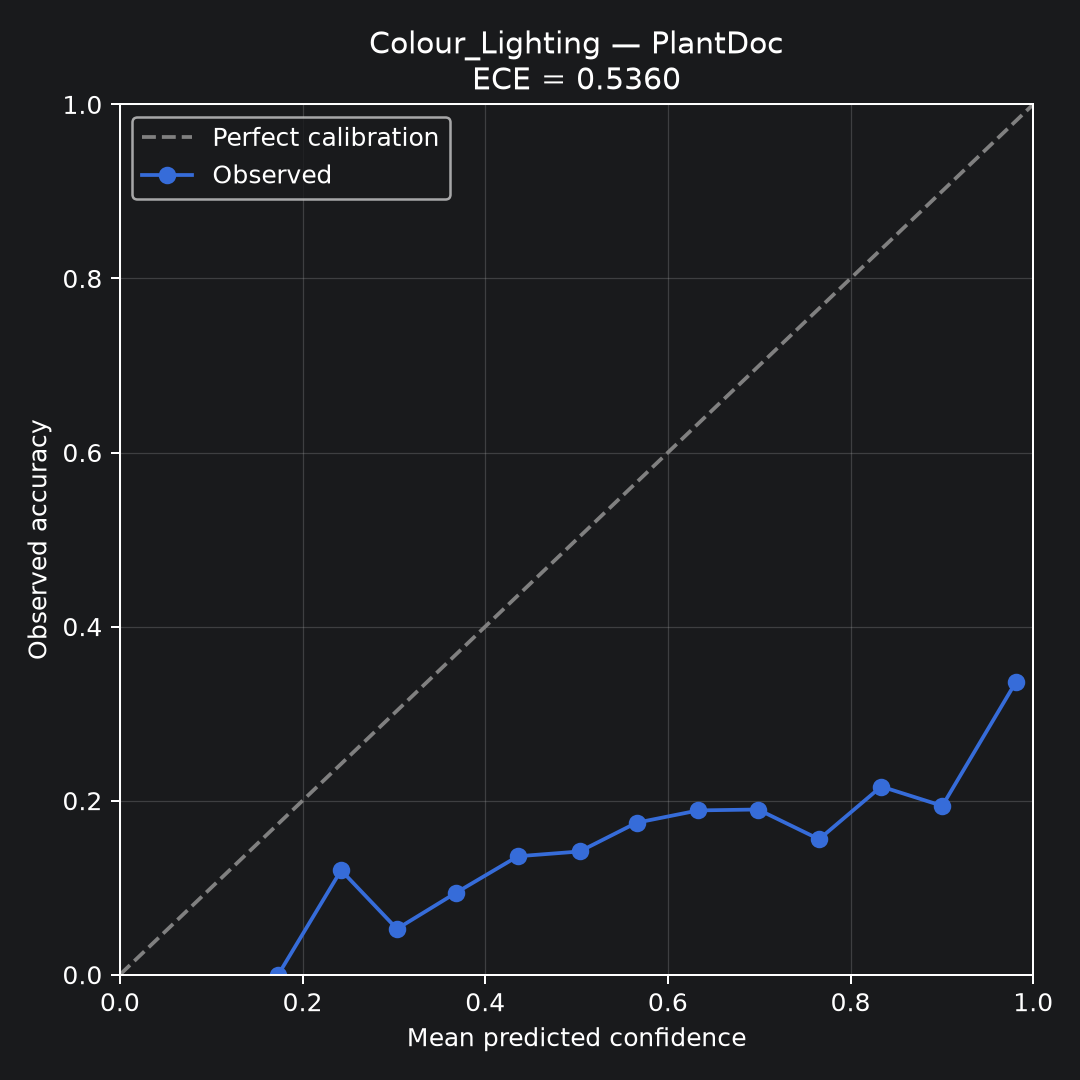 Colour_Lighting — PlantDoc
ECE = 0.5360
Perfect calibration
Observed
1.0
0.8
0.6
0.4
0.2
0.0
Observed accuracy
0.0 0.2 0.4 0.6 0.8 1.0
Mean predicted confidence